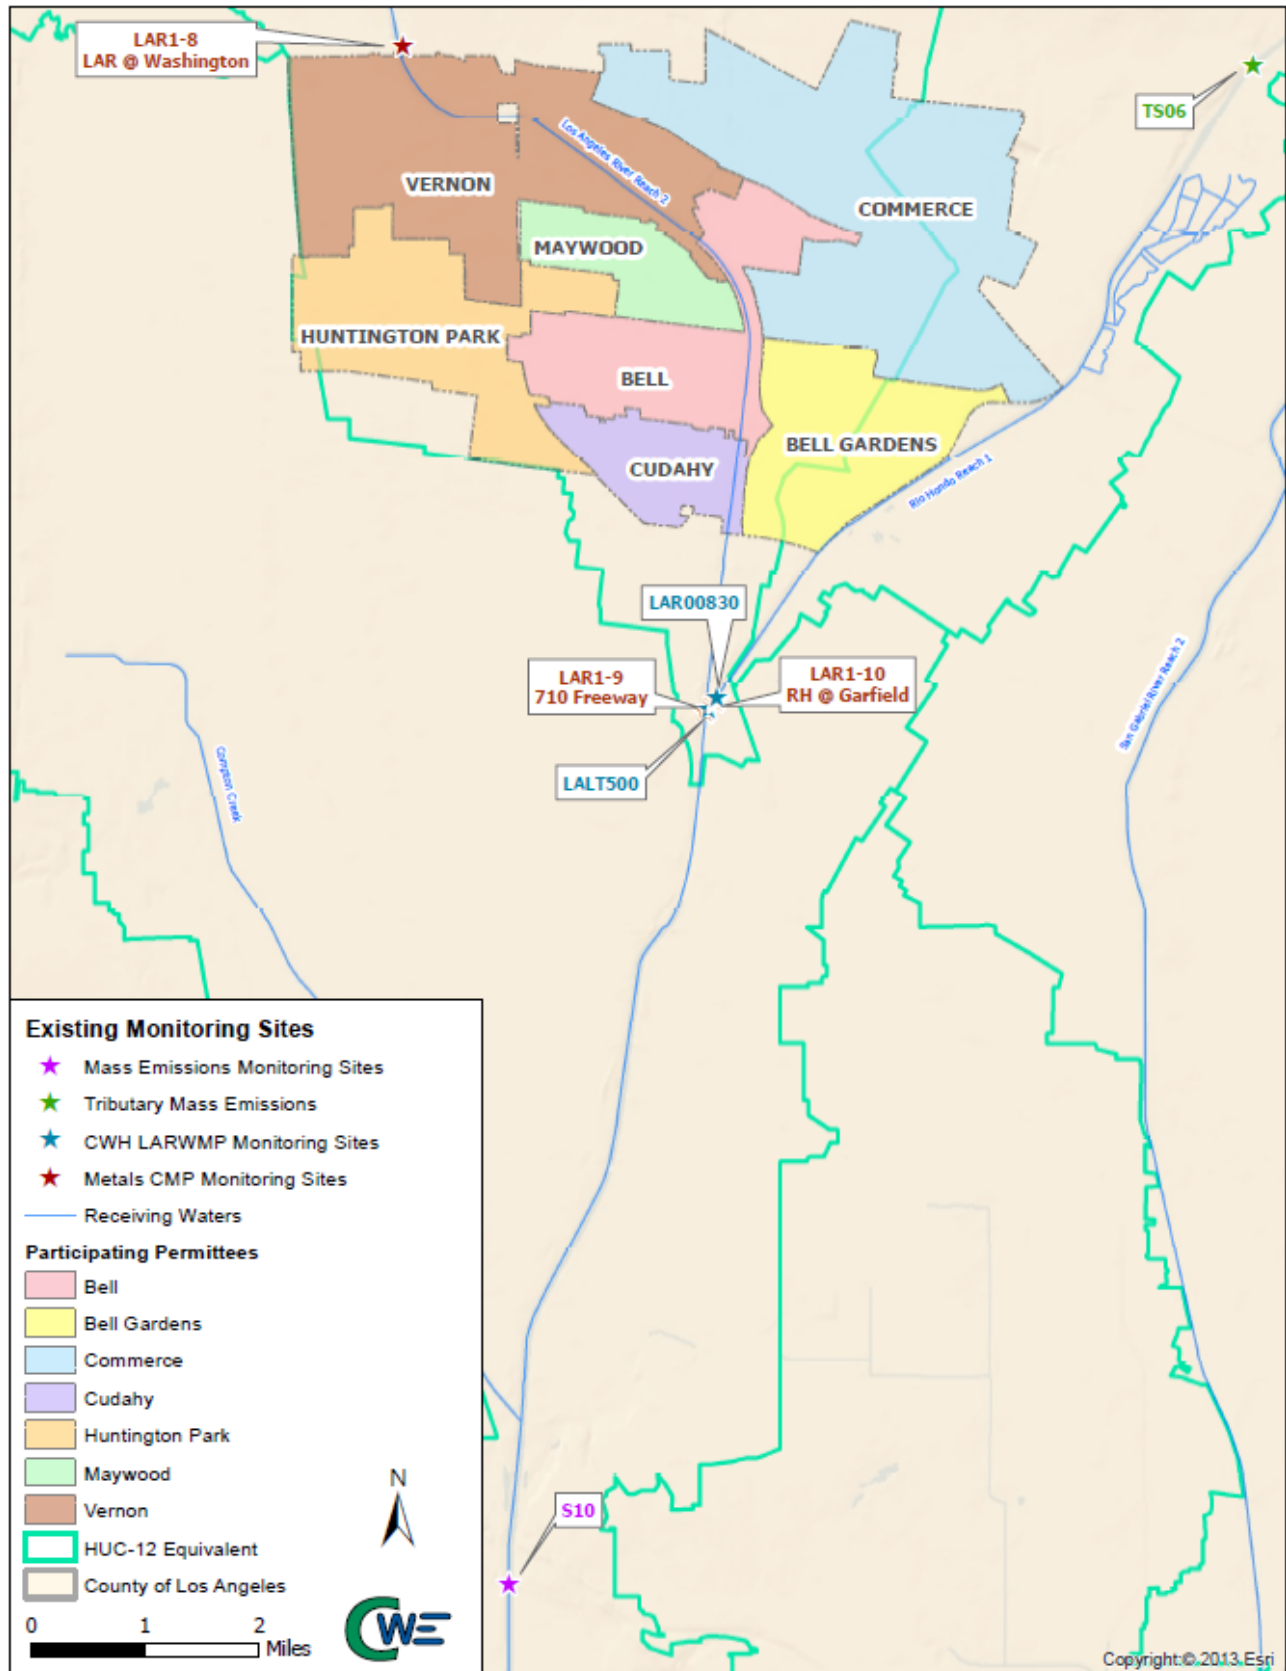 LAR1-8
LAR @ Washington
TS06
Los Angeles River Reach 2
VERNON
COMMERCE
MAYWOOD
HUNTINGTON PARK
BELL
BELL GARDENS
CUDAHY
Rio Hondo Reach 1
LAR00830
LAR1-9
710 Freeway
LAR1-10
RH @ Garfield
LALT500
San Gabriel River Reach 2
Compton Creek
Existing Monitoring Sites
Mass Emissions Monitoring Sites
Tributary Mass Emissions
CWH LARWMP Monitoring Sites
Metals CMP Monitoring Sites
Receiving Waters
Participating Permittees
Bell
Bell Gardens
Commerce
Cudahy
Huntington Park
Maywood
Vernon
HUC-12 Equivalent
County of Los Angeles
N
0 1 2
Miles
CWE
S10
Copyright:© 2013 Esri